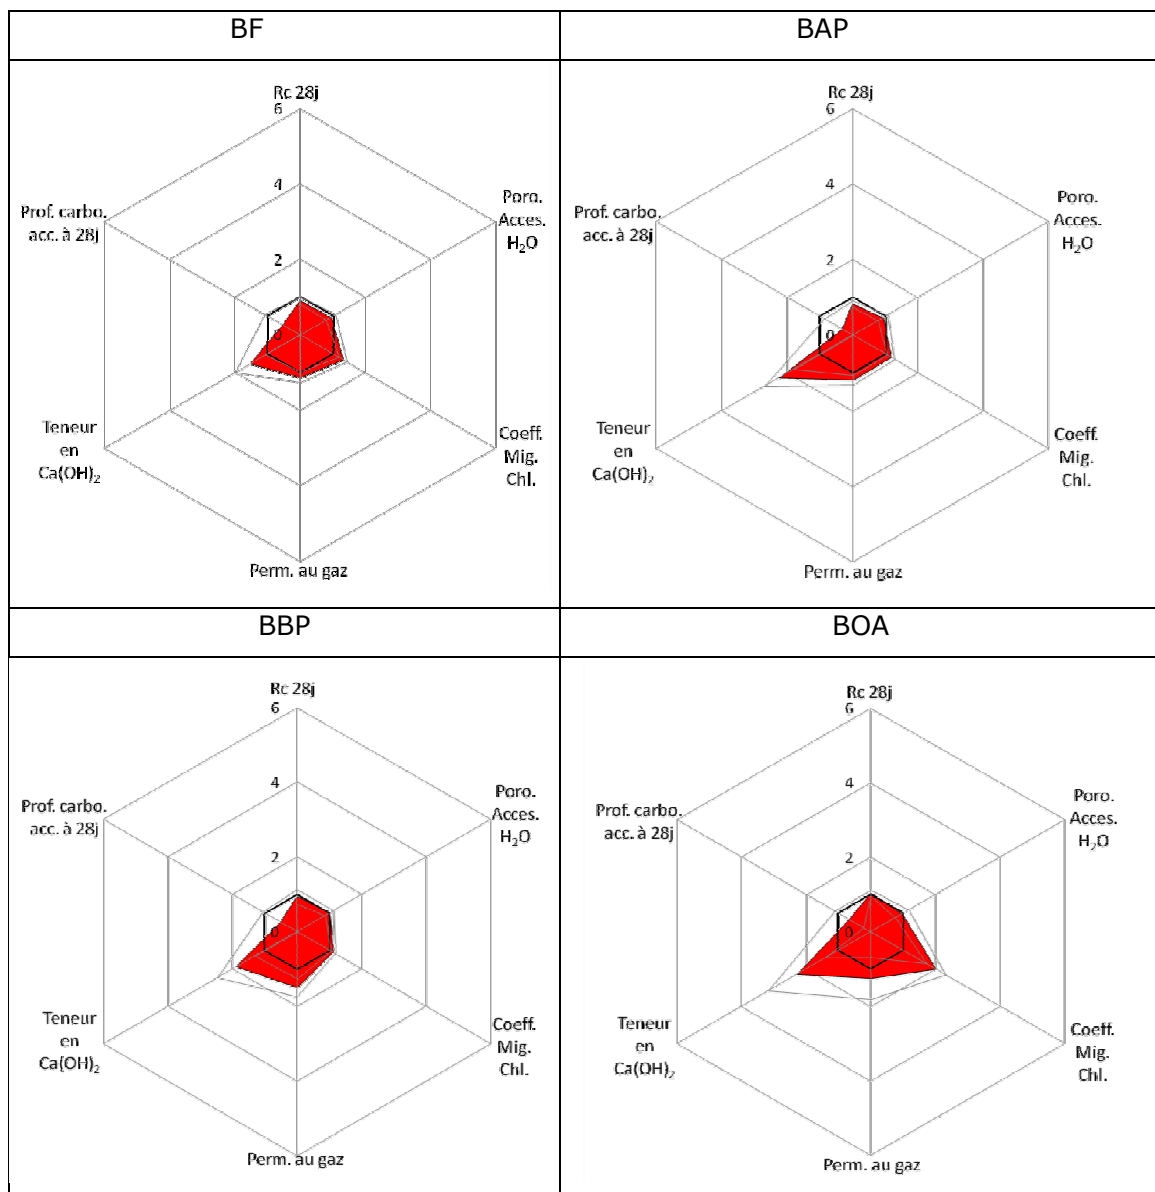 BF
BAP
Rc 28j
6
4
2
0
Poro.
Acces.
H₂O
Coeff.
Mig.
Chl.
Perm. au gaz
Teneur
en
Ca(OH)₂
Prof. carbo.
acc. à 28j
Rc 28j
6
4
2
0
Poro.
Acces.
H₂O
Coeff.
Mig.
Chl.
Perm. au gaz
Teneur
en
Ca(OH)₂
Prof. carbo.
acc. à 28j
BBP
BOA
Rc 28j
6
4
2
0
Poro.
Acces.
H₂O
Coeff.
Mig.
Chl.
Perm. au gaz
Teneur
en
Ca(OH)₂
Prof. carbo.
acc. à 28j
Rc 28j
6
4
2
0
Poro.
Acces.
H₂O
Coeff.
Mig.
Chl.
Perm. au gaz
Teneur
en
Ca(OH)₂
Prof. carbo.
acc. à 28j